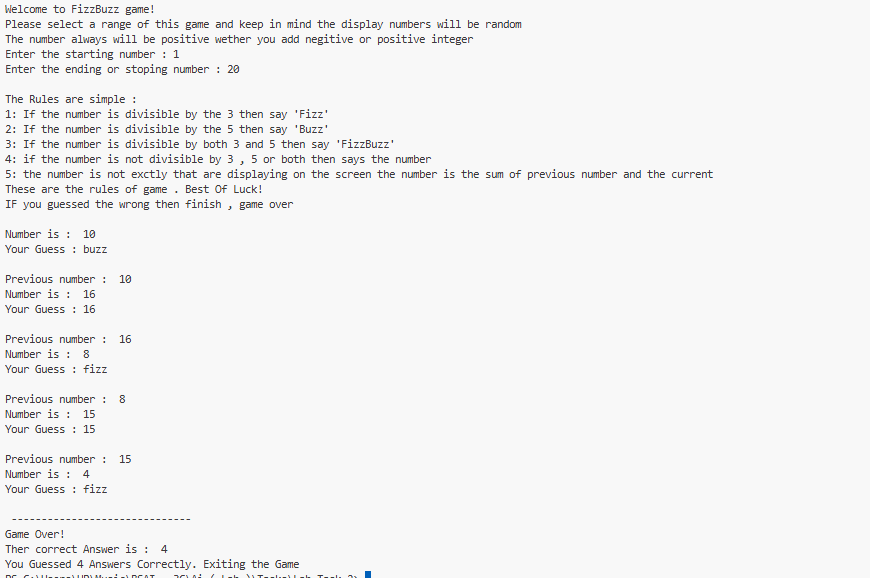 Welcome to FizzBuzz game!
Please select a range of this game and keep in mind the display numbers will be random
The number always will be positive wether you add negitive or positive integer
Enter the starting number : 1
Enter the ending or stoping number : 20
The Rules are simple :
1: If the number is divisible by the 3 then say 'Fizz'
2: If the number is divisible by the 5 then say 'Buzz'
3: If the number is divisible by both 3 and 5 then say 'FizzBuzz'
4: if the number is not divisible by 3 , 5 or both then says the number
5: the number is not exctly that are displaying on the screen the number is the sum of previous number and the current
These are the rules of game . Best Of Luck!
IF you guessed the wrong then finish , game over
Number is :  10
Your Guess : buzz
Previous number :  10
Number is :  16
Your Guess : 16
Previous number :  16
Number is :  8
Your Guess : fizz
Previous number :  8
Number is :  15
Your Guess : 15
Previous number :  15
Number is :  4
Your Guess : fizz
------------------------------
Game Over!
Ther correct Answer is :  4
You Guessed 4 Answers Correctly. Exiting the Game